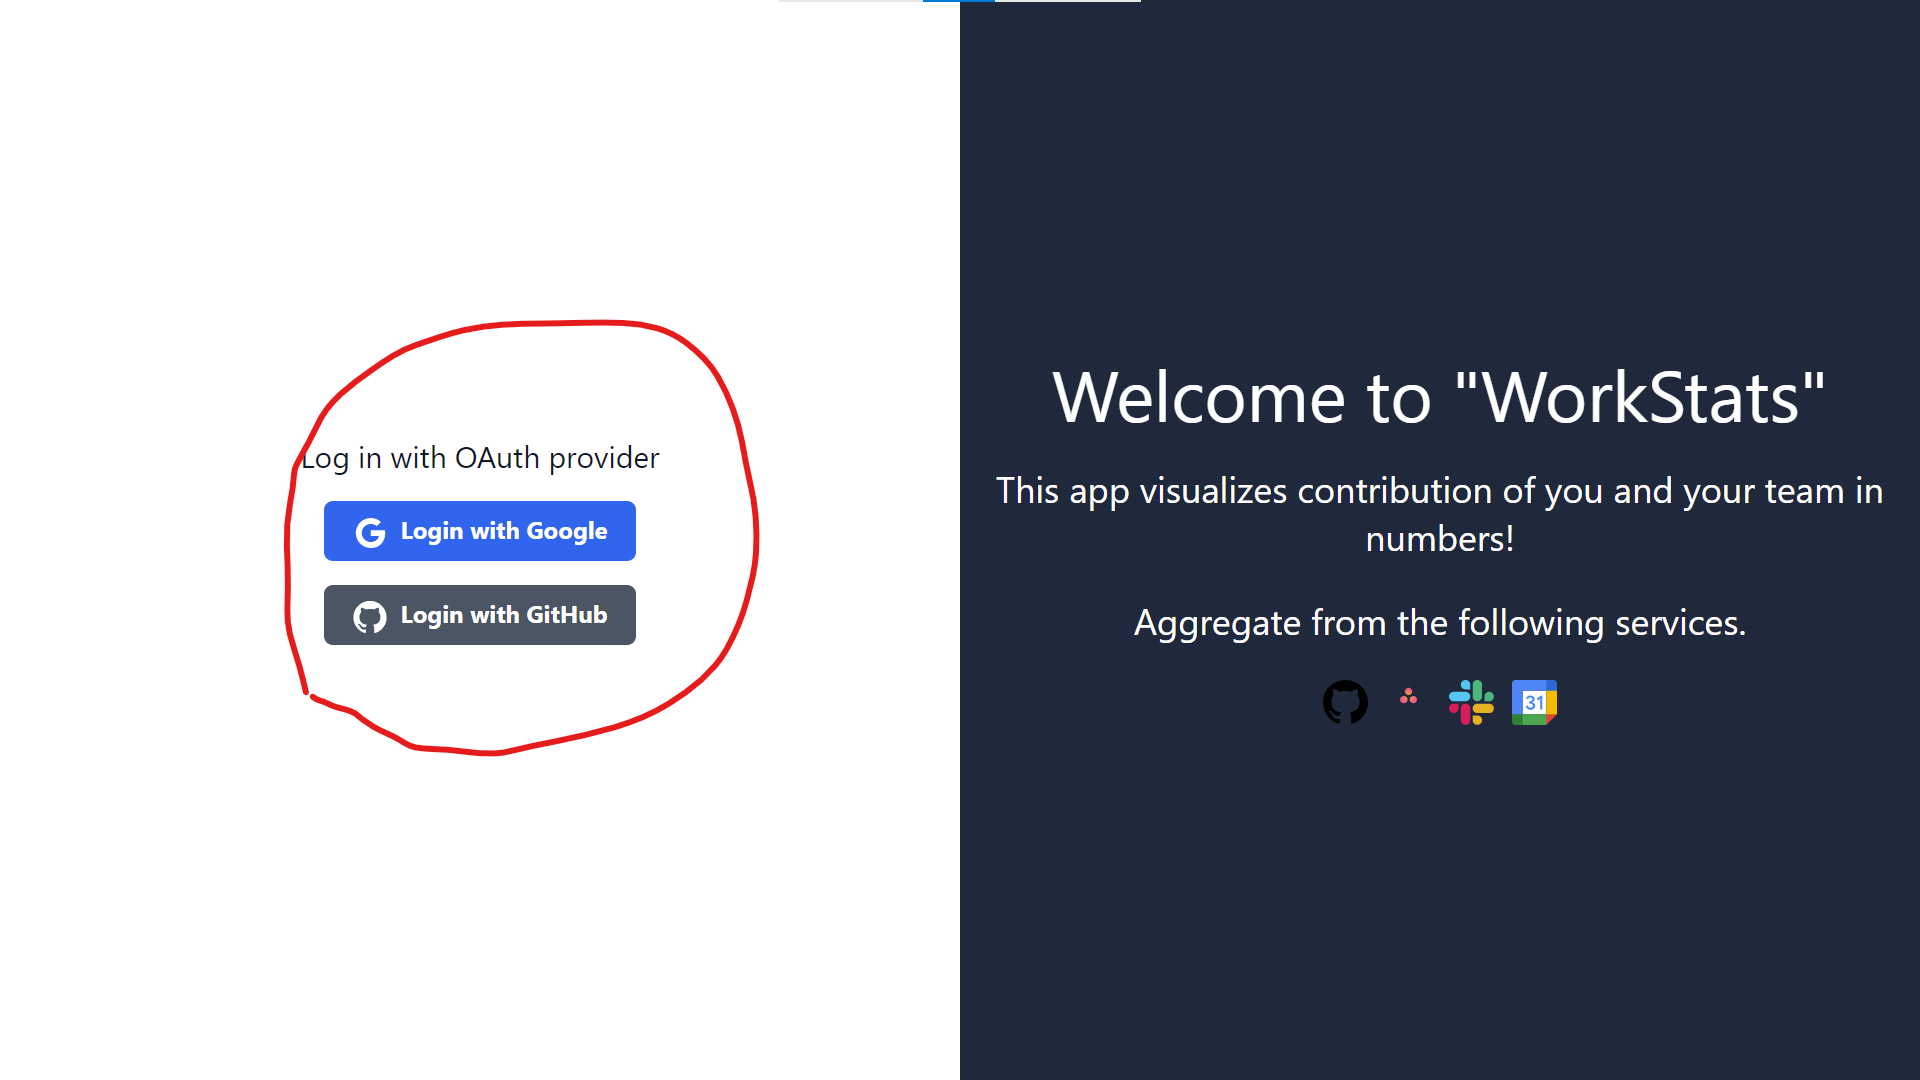 Log in with OAuth provider
Login with Google
Login with GitHub
Welcome to "WorkStats"
This app visualizes contribution of you and your team in
numbers!
Aggregate from the following services.
31